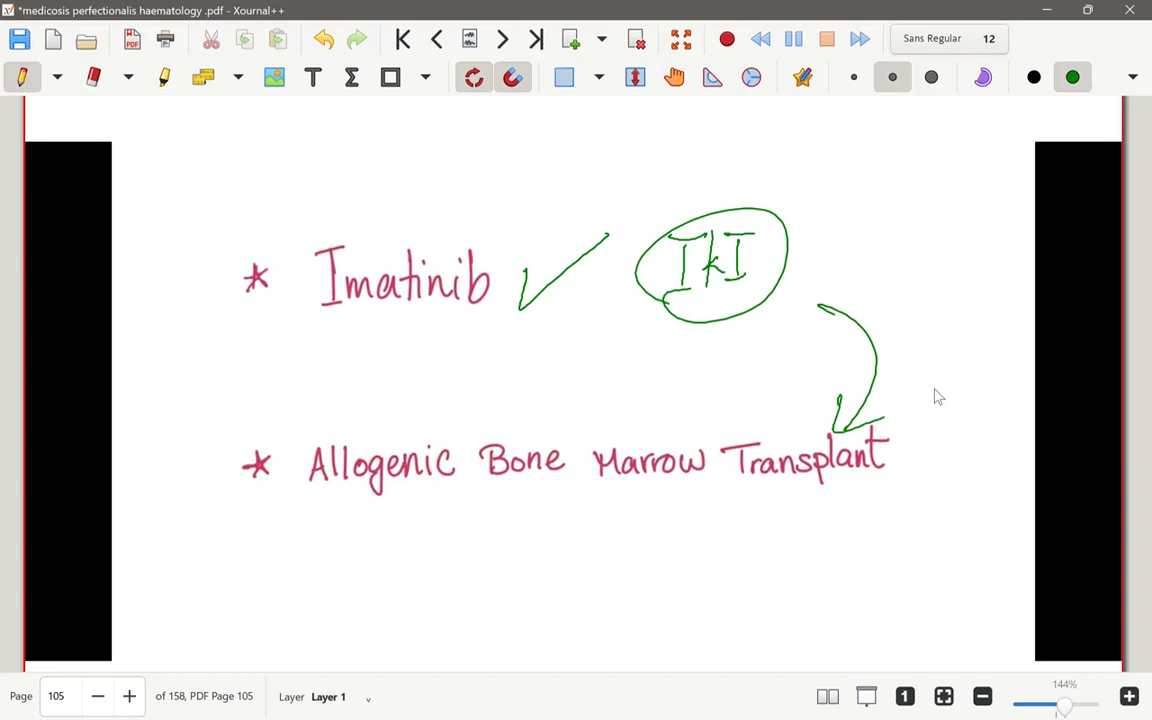 *medicosis perfectionalis haematology .pdf - Xournal++
Sans Regular 12
* Imatinib ✓ IkI
* Allogenic Bone Marrow Transplant
Page 105 of 158, PDF Page 105 Layer Layer 1 144%